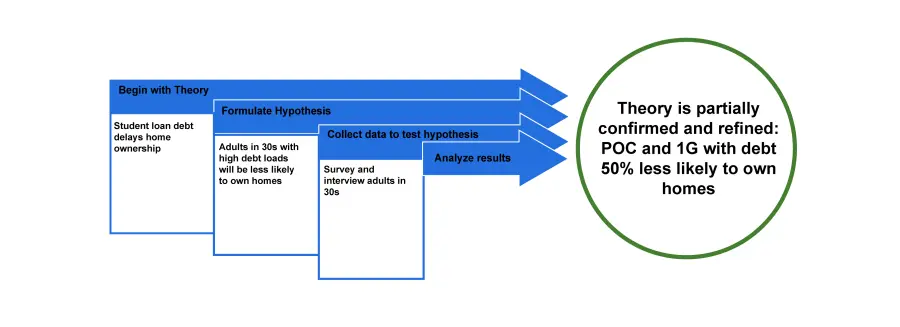 Begin with Theory
Student loan debt
delays home
ownership
Formulate Hypothesis
Adults in 30s with
high debt loads
will be less likely
to own homes
Collect data to test hypothesis
Survey and
interview adults in
30s
Analyze results
Theory is partially
confirmed and refined:
POC and 1G with debt
50% less likely to own
homes